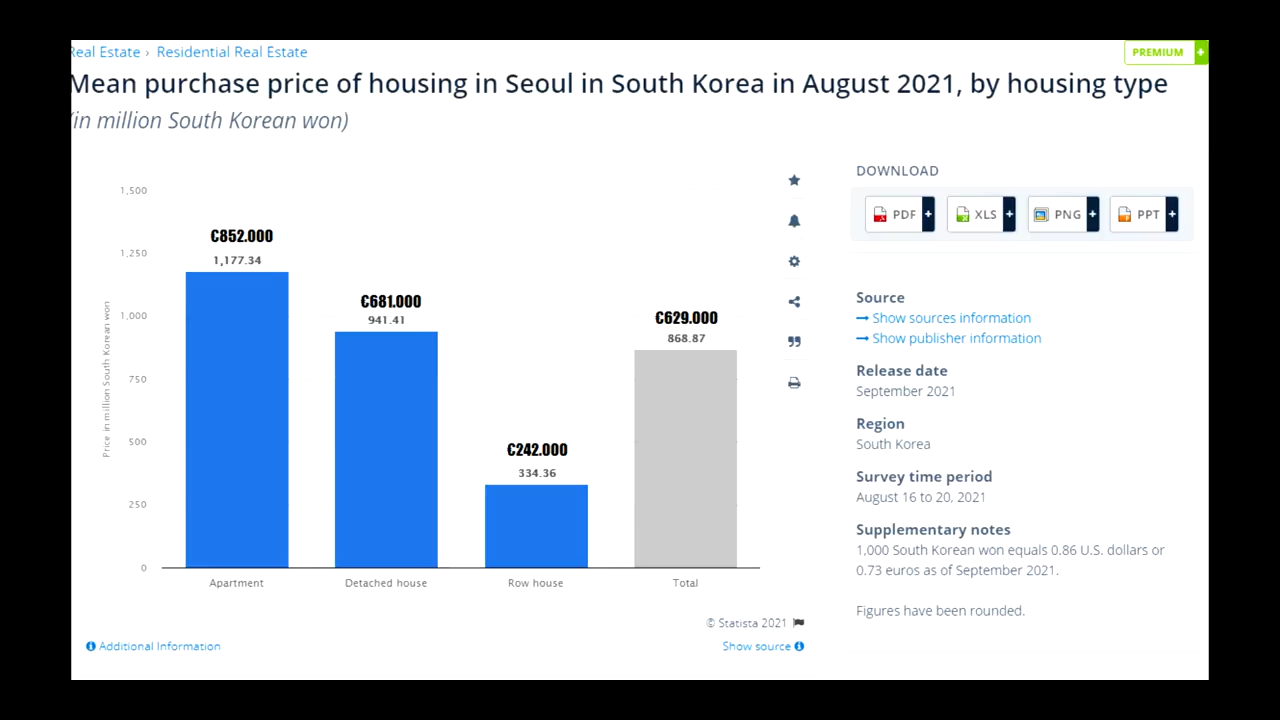 Real Estate › Residential Real Estate
PREMIUM +
Mean purchase price of housing in Seoul in South Korea in August 2021, by housing type
(in million South Korean won)
DOWNLOAD
PDF + XLS + PNG + PPT +
Price in million South Korean won
1,500
1,250
1,000
750
500
250
0
€852.000
1,177.34
€681.000
941.41
€242.000
334.36
€629.000
868.87
Apartment Detached house Row house Total
© Statista 2021
Additional Information
Show source
Source
→ Show sources information
→ Show publisher information
Release date
September 2021
Region
South Korea
Survey time period
August 16 to 20, 2021
Supplementary notes
1,000 South Korean won equals 0.86 U.S. dollars or
0.73 euros as of September 2021.
Figures have been rounded.